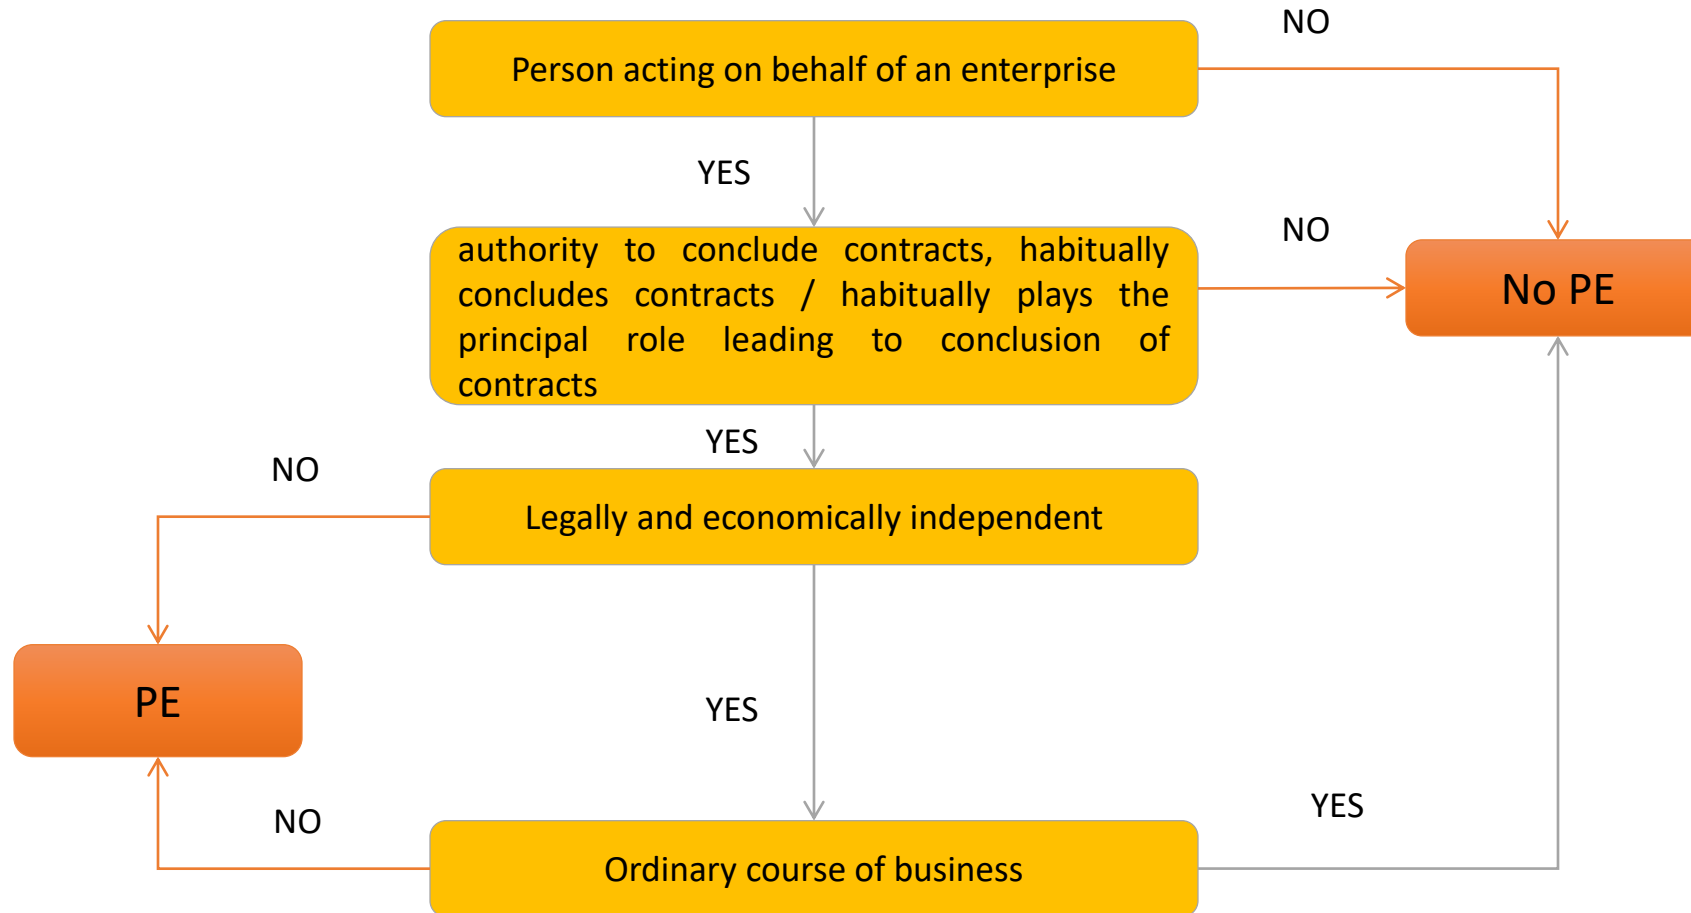 NO
Person acting on behalf of an enterprise
YES
NO
authority to conclude contracts, habitually
concludes contracts / habitually plays the
principal role leading to conclusion of
contracts
No PE
YES
NO
Legally and economically independent
PE
YES
NO
YES
Ordinary course of business